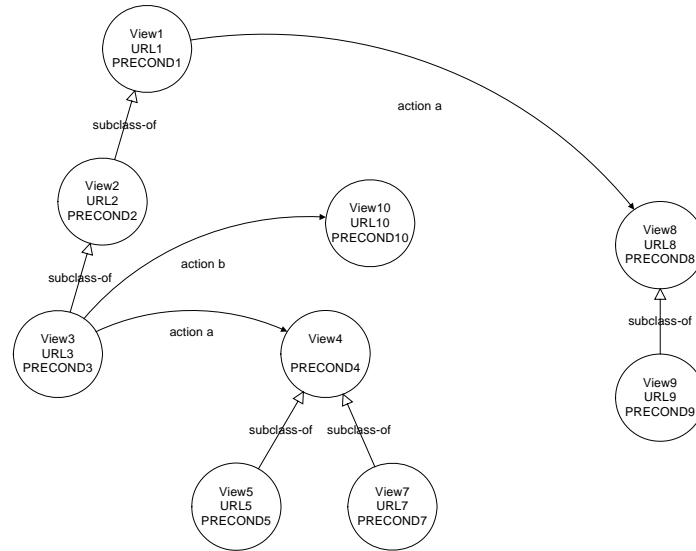 View1
URL1
PRECOND1
action a
subclass-of
View2
URL2
PRECOND2
View10
URL10
PRECOND10
View8
URL8
PRECOND8
action b
subclass-of
subclass-of
action a
View3
URL3
PRECOND3
View4
PRECOND4
View9
URL9
PRECOND9
subclass-of
subclass-of
View5
URL5
PRECOND5
View7
URL7
PRECOND7